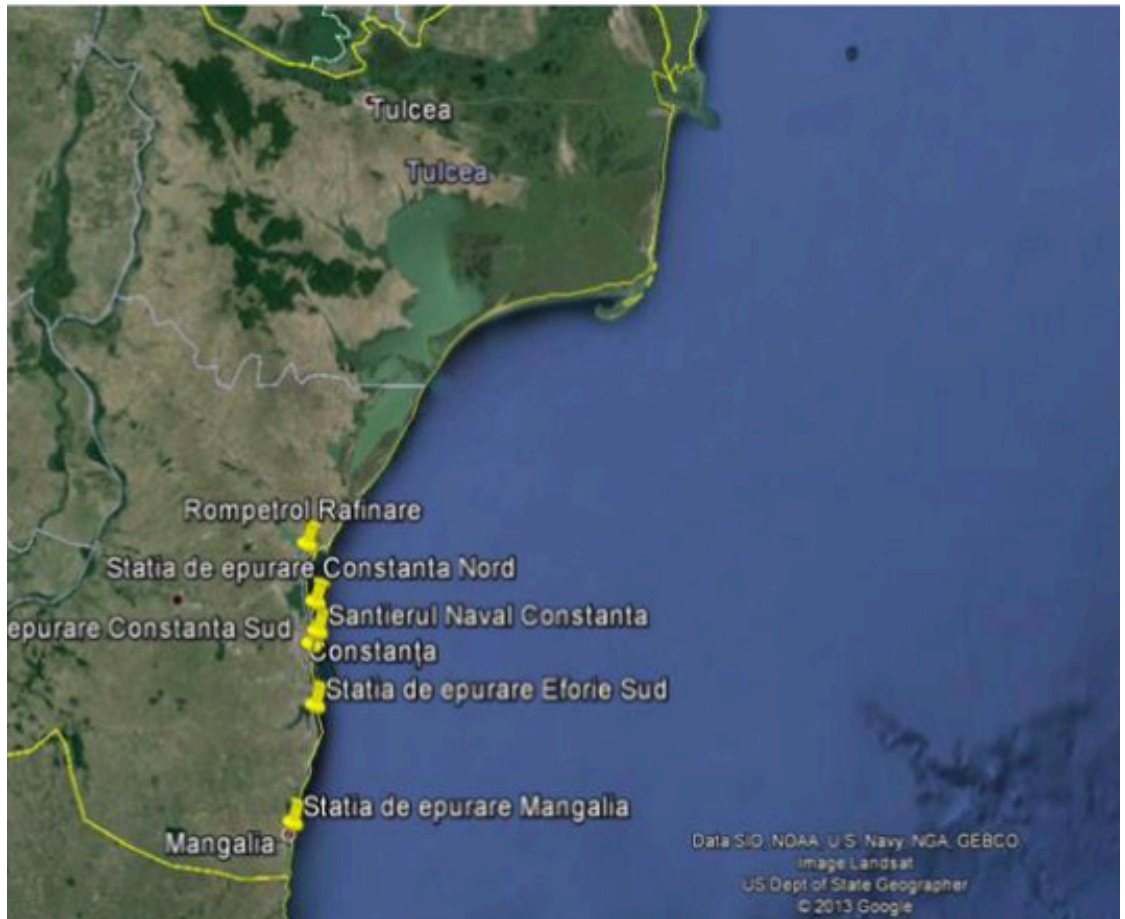 Tulcea
Tulcea
Rompetrol Rafinare
Statia de epurare Constanta Nord
Santierul Naval Constanta
epurare Constanta Sud
Constanța
Statia de epurare Eforie Sud
Statia de epurare Mangalia
Mangalia
Data SIO, NOAA, U.S. Navy, NGA, GEBCO
Image Landsat
US Dept of State Geographer
© 2013 Google